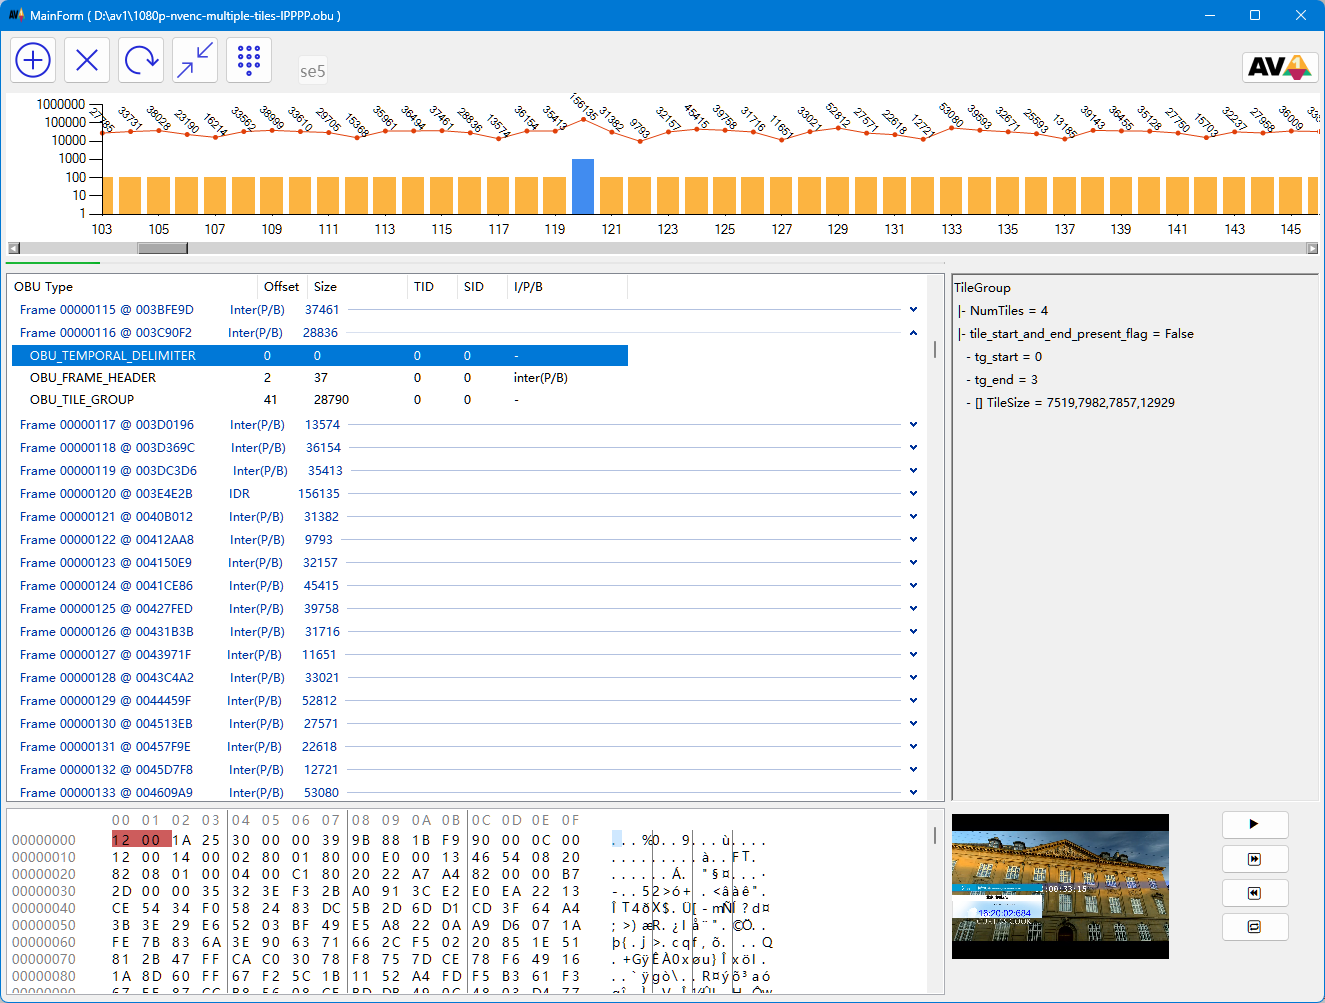 MainForm ( D:\av1\1080p-nvenc-multiple-tiles-IPPPP.obu )
se5
AV1
27785 33731 38028 23190 16214 33562 38999 33610 29705 15368 35961 36494 37461 28836 13574 36154 35413 156135 31382 9793 32157 45415 39758 31716 11651 33021 52812 27571 22618 12721 53080 39593 32671 25593 13185 39143 36455 35128 27750 15703 32237 27958 36009
1000000
100000
10000
1000
100
10
1
103 105 107 109 111 113 115 117 119 121 123 125 127 129 131 133 135 137 139 141 143 145
OBU Type Offset Size TID SID I/P/B
Frame 00000115 @ 003BFE9D Inter(P/B) 37461
Frame 00000116 @ 003C90F2 Inter(P/B) 28836
OBU_TEMPORAL_DELIMITER 0 0 0 0 -
OBU_FRAME_HEADER 2 37 0 0 inter(P/B)
OBU_TILE_GROUP 41 28790 0 0 -
Frame 00000117 @ 003D0196 Inter(P/B) 13574
Frame 00000118 @ 003D369C Inter(P/B) 36154
Frame 00000119 @ 003DC3D6 Inter(P/B) 35413
Frame 00000120 @ 003E4E2B IDR 156135
Frame 00000121 @ 0040B012 Inter(P/B) 31382
Frame 00000122 @ 00412AA8 Inter(P/B) 9793
Frame 00000123 @ 004150E9 Inter(P/B) 32157
Frame 00000124 @ 0041CE86 Inter(P/B) 45415
Frame 00000125 @ 00427FED Inter(P/B) 39758
Frame 00000126 @ 00431B3B Inter(P/B) 31716
Frame 00000127 @ 0043971F Inter(P/B) 11651
Frame 00000128 @ 0043C4A2 Inter(P/B) 33021
Frame 00000129 @ 0044459F Inter(P/B) 52812
Frame 00000130 @ 004513EB Inter(P/B) 27571
Frame 00000131 @ 00457F9E Inter(P/B) 22618
Frame 00000132 @ 0045D7F8 Inter(P/B) 12721
Frame 00000133 @ 004609A9 Inter(P/B) 53080
TileGroup
|- NumTiles = 4
|- tile_start_and_end_present_flag = False
- tg_start = 0
- tg_end = 3
- [] TileSize = 7519,7982,7857,12929
00 01 02 03 04 05 06 07 08 09 0A 0B 0C 0D 0E 0F
00000000 12 00 1A 25 30 00 00 39 9B 88 1B F9 90 00 0C 00 ...%0..9...ù....
00000010 12 00 14 00 02 80 01 80 00 E0 00 13 46 54 08 20 .........à..FT.
00000020 82 08 01 00 04 00 C1 80 20 22 A7 A4 82 00 00 B7 ......Á. "§¤...·
00000030 2D 00 00 35 32 3E F3 2B A0 91 3C E2 E0 EA 22 13 -..52>ó+ .<âàê".
00000040 CE 54 34 F0 58 24 83 DC 5B 2D 6D D1 CD 3F 64 A4 ÎT4ðX$.Ü[-mÑÍ?d¤
00000050 3B 3E 29 E6 52 03 BF 49 E5 A8 22 0A A9 D6 07 1A ;>)æR.¿Iå¨".©Ö..
00000060 FE 7B 83 6A 3E 90 63 71 66 2C F5 02 20 85 1E 51 þ{.j>.cqf,õ. ..Q
00000070 81 2B 47 FF CA C0 30 78 F8 75 7D CE 78 F6 49 16 .+GÿÊÀ0xøu}ÎxöI.
00000080 1A 8D 60 FF 67 F2 5C 1B 11 52 A4 FD F5 B3 61 F3 ..`ÿgò\..R¤ýõ³aó
16:20:02:684